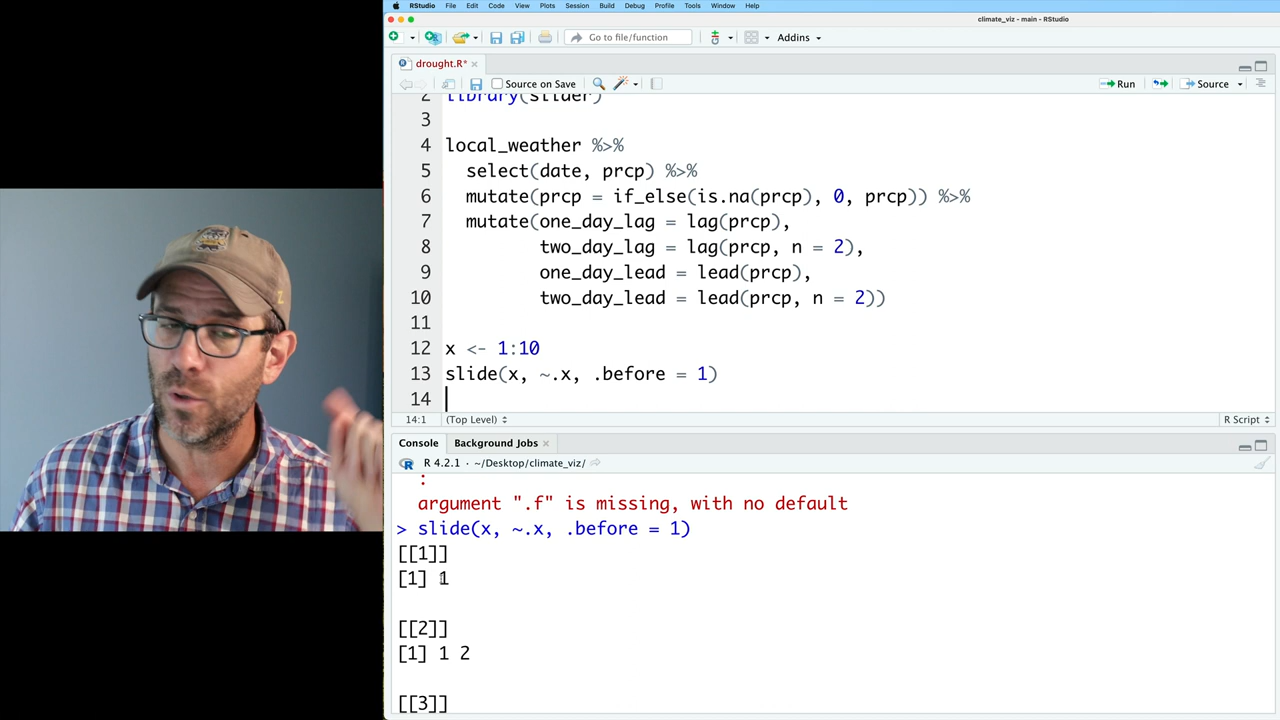 RStudio File Edit Code View Plots Session Build Debug Profile Tools Window Help
climate_viz - main - RStudio
Go to file/function Addins
drought.R*
Source on Save Run Source
2 library(slider)
3
4 local_weather %>%
5 select(date, prcp) %>%
6 mutate(prcp = if_else(is.na(prcp), 0, prcp)) %>%
7 mutate(one_day_lag = lag(prcp),
8 two_day_lag = lag(prcp, n = 2),
9 one_day_lead = lead(prcp),
10 two_day_lead = lead(prcp, n = 2))
11
12 x <- 1:10
13 slide(x, ~.x, .before = 1)
14
14:1 (Top Level) R Script
Console Background Jobs
R 4.2.1 · ~/Desktop/climate_viz/
:
argument ".f" is missing, with no default
> slide(x, ~.x, .before = 1)
[[1]]
[1] 1
[[2]]
[1] 1 2
[[3]]